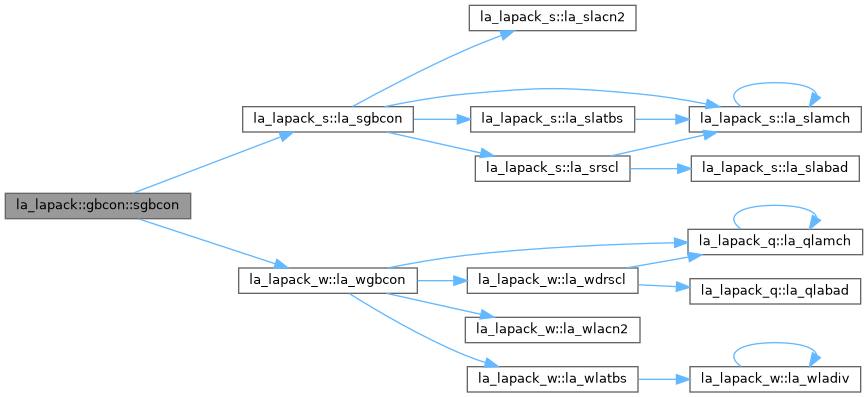 la_lapack_s::la_slacn2
la_lapack_s::la_sgbcon
la_lapack_s::la_slatbs
la_lapack_s::la_slamch
la_lapack_s::la_srscl
la_lapack_s::la_slabad
la_lapack::gbcon::sgbcon
la_lapack_q::la_qlamch
la_lapack_w::la_wgbcon
la_lapack_w::la_wdrscl
la_lapack_q::la_qlabad
la_lapack_w::la_wlacn2
la_lapack_w::la_wlatbs
la_lapack_w::la_wladiv